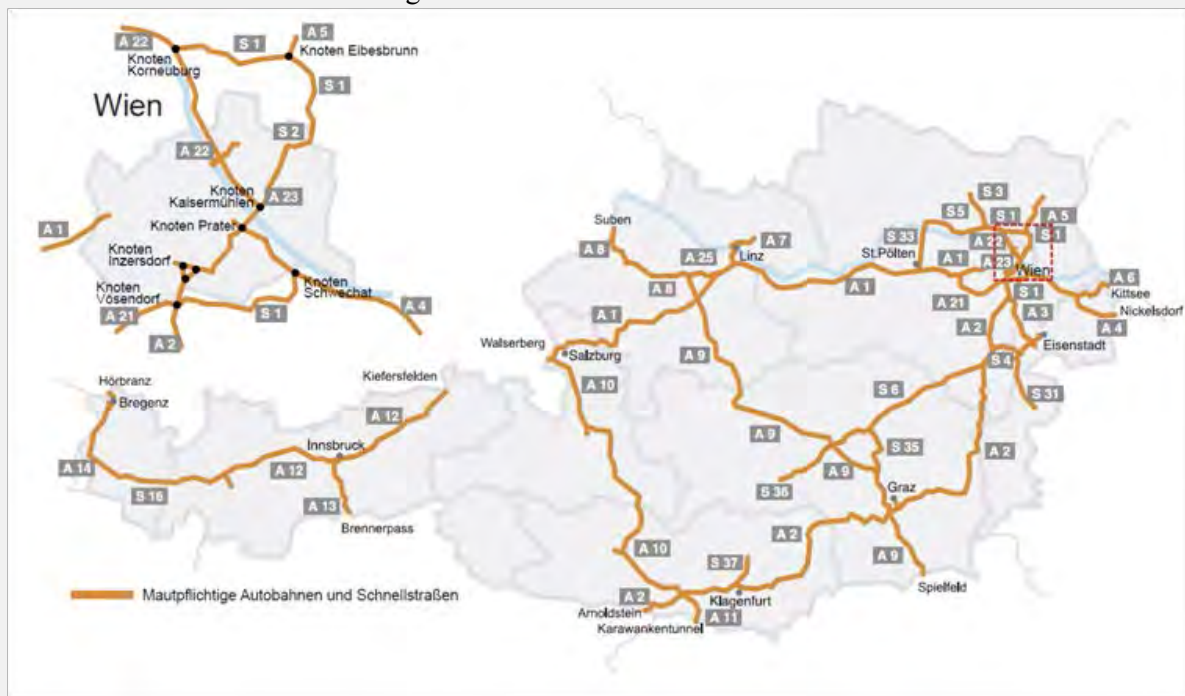 A 22
S 1
A 5
Knoten Eibesbrunn
Knoten
Korneuburg
S 1
Wien
S 2
A 22
Knoten
Kaisermühlen
A 23
Knoten Prater
A 1
Knoten
Inzersdorf
Knoten
Vösendorf
Knoten
Schwechat
A 21
S 1
A 4
A 2
Hörbranz
Bregenz
Kiefersfelden
A 12
Innsbruck
A 14
A 12
S 16
A 13
Brennerpass
Suben
A 8
A 25
A 7
Linz
A 8
A 1
A 1
Walserberg
Salzburg
A 10
A 9
S 3
S 5
S 1
A 5
S 33
St.Pölten
A 22
S 1
A 1
A 23
Wien
A 6
Kittsee
A 21
S 1
Nickelsdorf
A 2
A 3
A 4
Eisenstadt
S 4
S 6
S 31
A 9
S 35
A 2
A 9
S 36
Graz
A 2
A 10
S 37
A 9
Spielfeld
A 2
Klagenfurt
Arnoldstein
A 11
Karawankentunnel
Mautpflichtige Autobahnen und Schnellstraßen